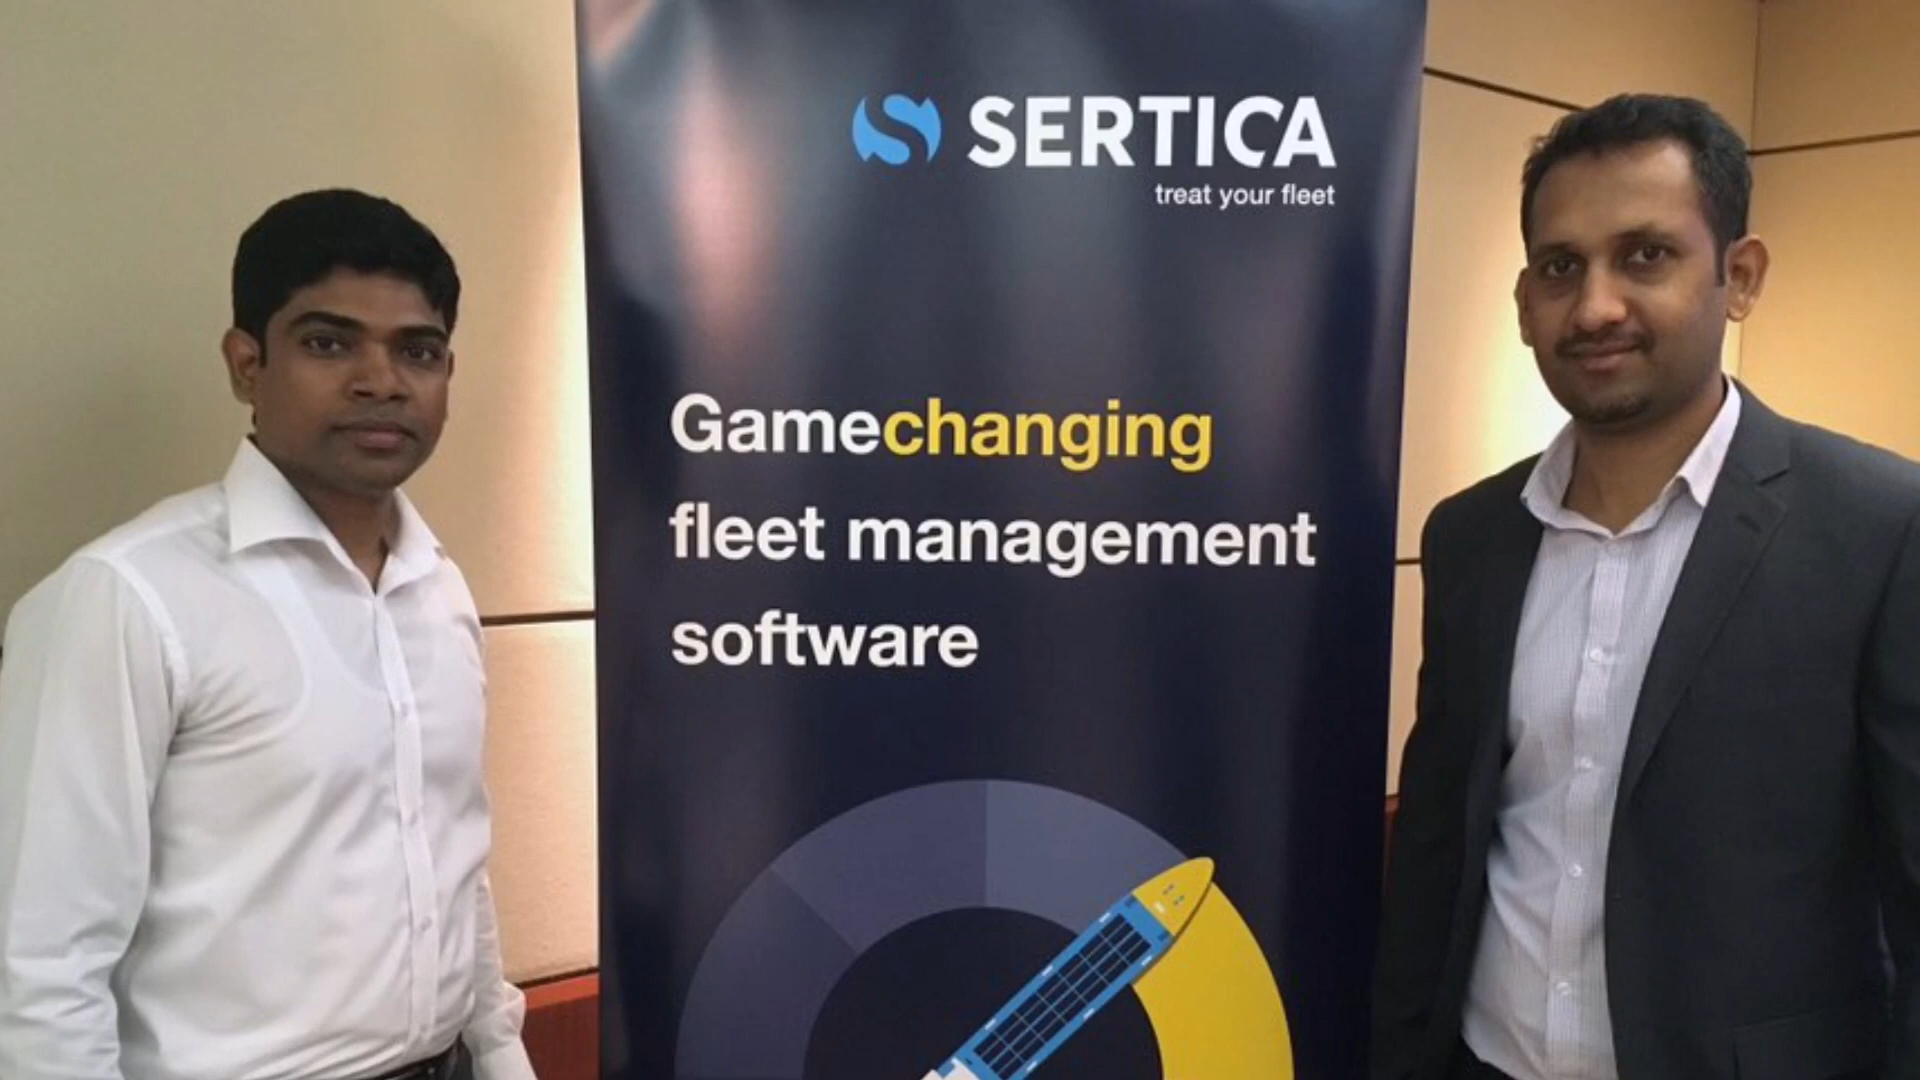 SERTICA
treat your fleet
Gamechanging
fleet management
software